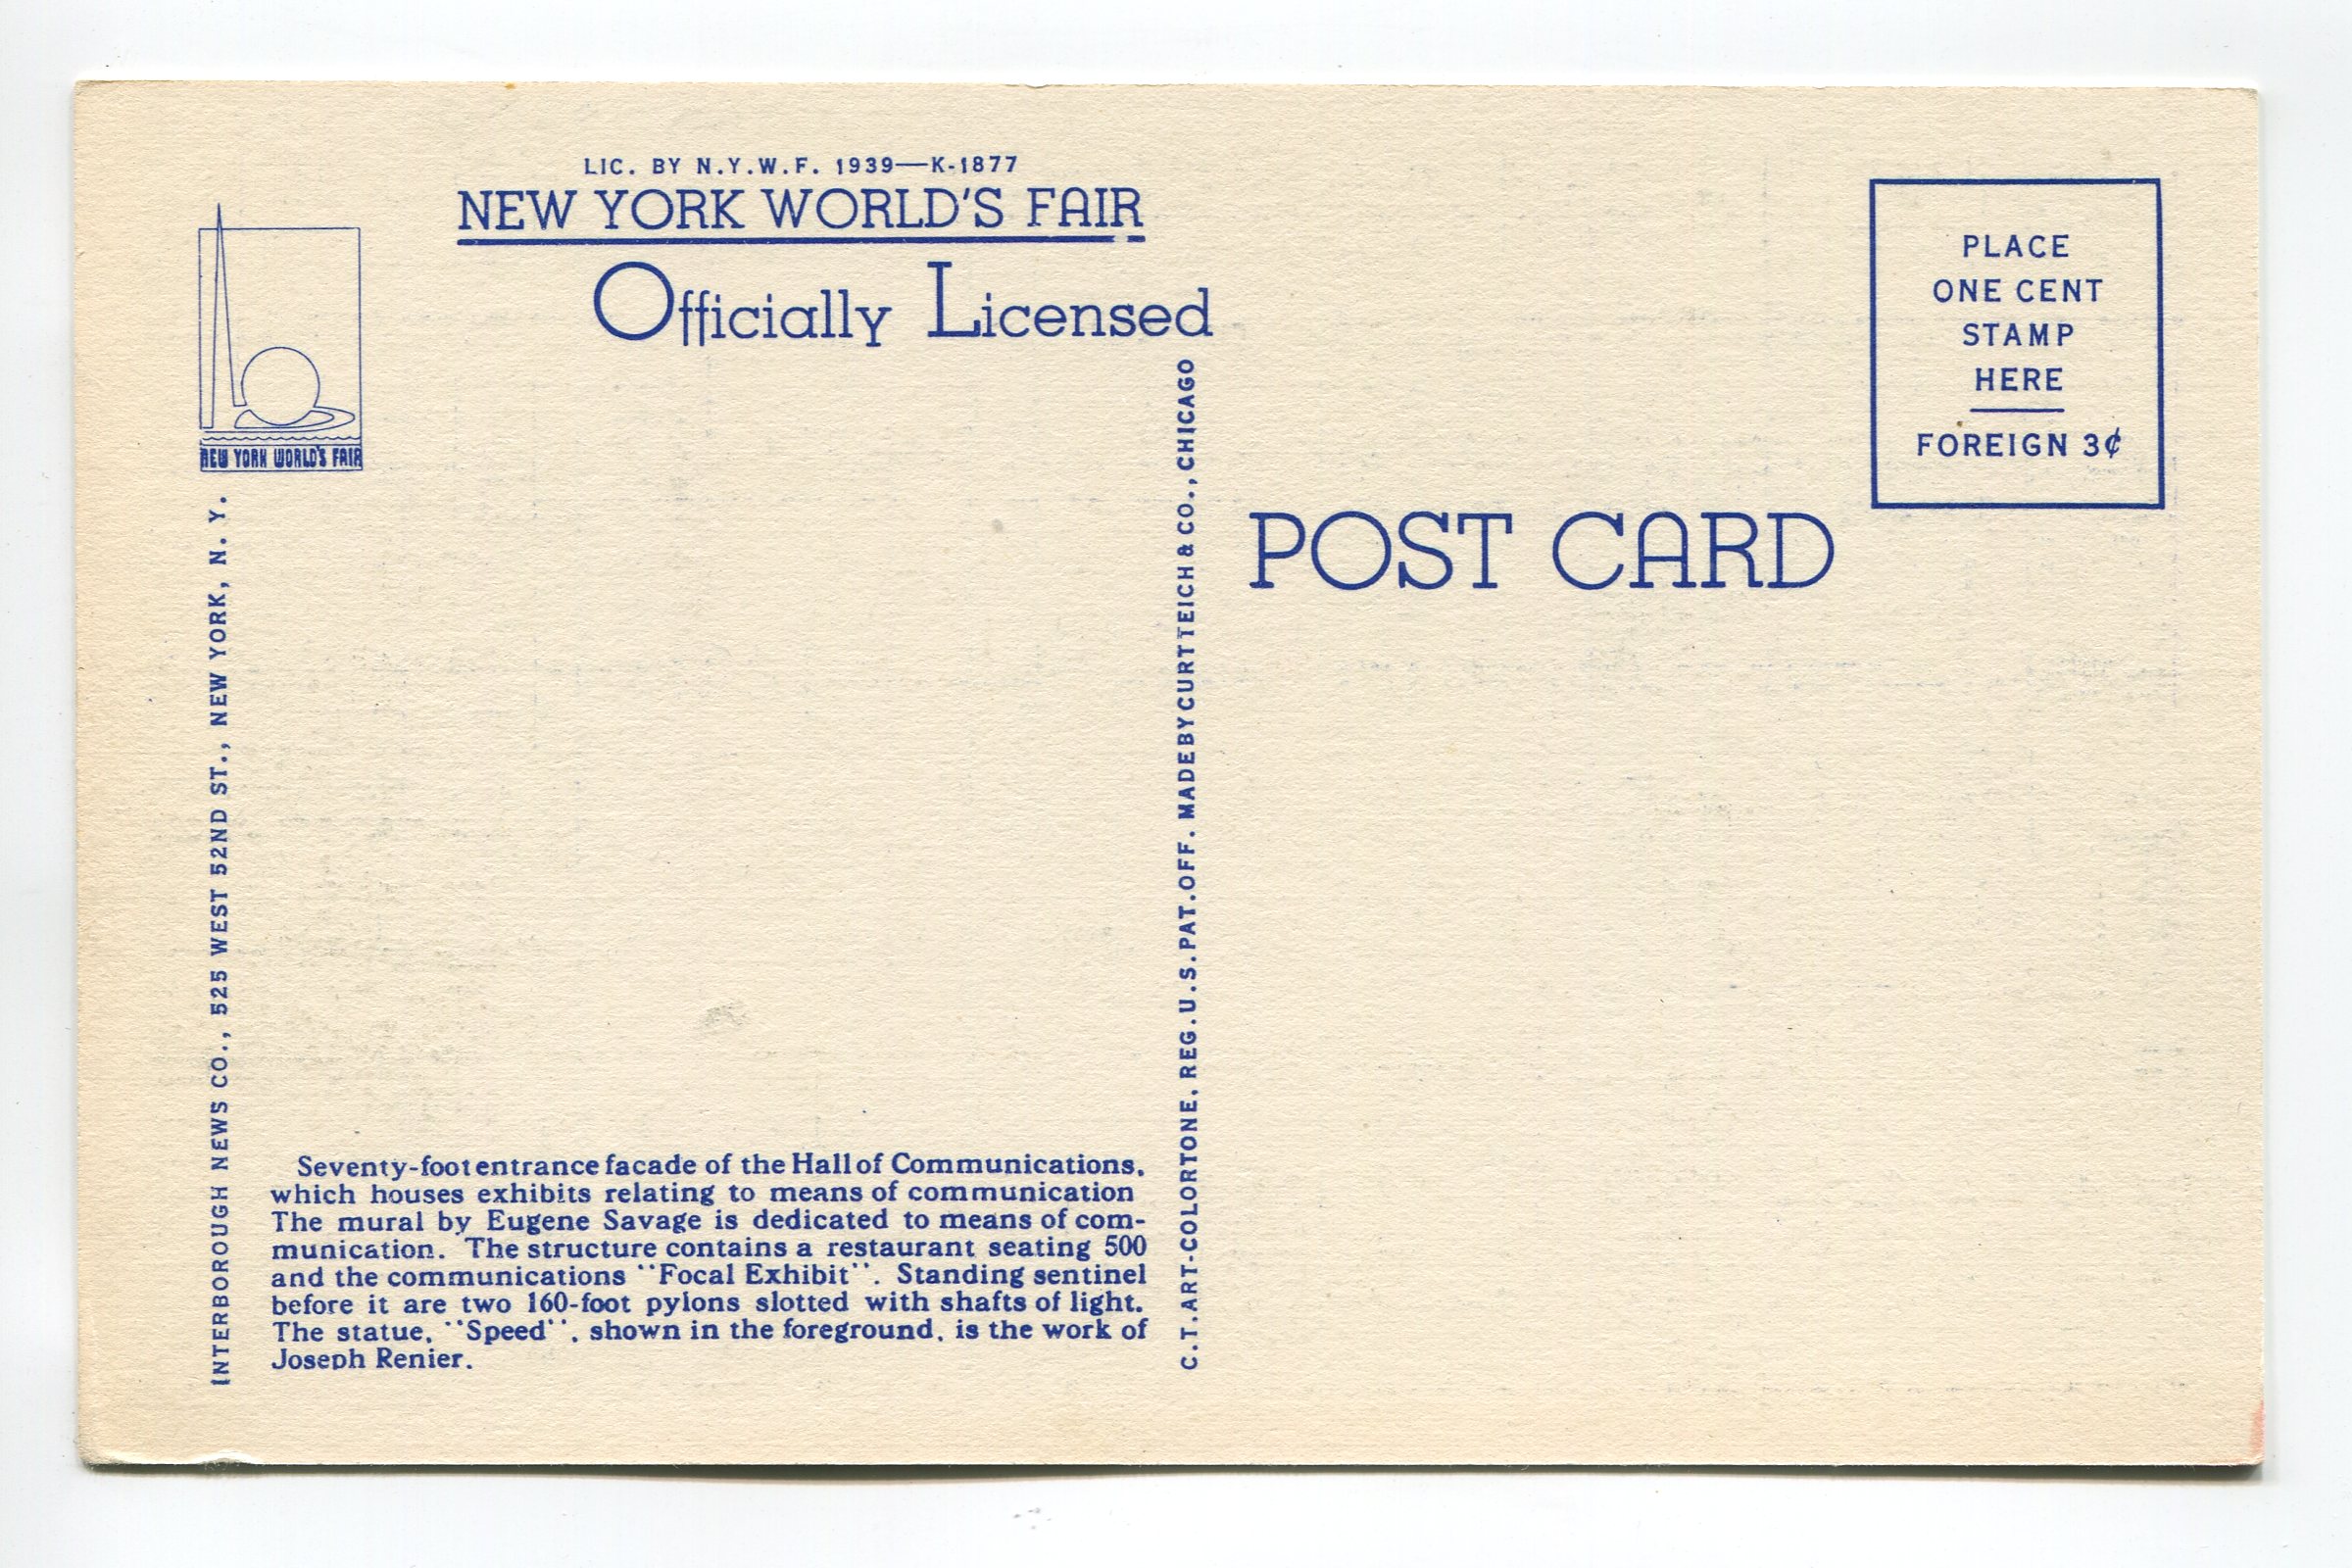 LIC. BY N.Y.W.F. 1939—K-1877
NEW YORK WORLD'S FAIR
Officially Licensed
NEW YORK WORLD'S FAIR
INTERBOROUGH NEWS CO., 525 WEST 52ND ST., NEW YORK, N. Y.
Seventy-foot entrance facade of the Hall of Communications,
which houses exhibits relating to means of communication
The mural by Eugene Savage is dedicated to means of com-
munication. The structure contains a restaurant seating 500
and the communications "Focal Exhibit". Standing sentinel
before it are two 160-foot pylons slotted with shafts of light.
The statue, "Speed", shown in the foreground, is the work of
Joseph Renier.
C.T. ART-COLORTONE, REG. U.S. PAT. OFF. MADE BY CURT TEICH & CO., CHICAGO
POST CARD
PLACE
ONE CENT
STAMP
HERE
FOREIGN 3¢